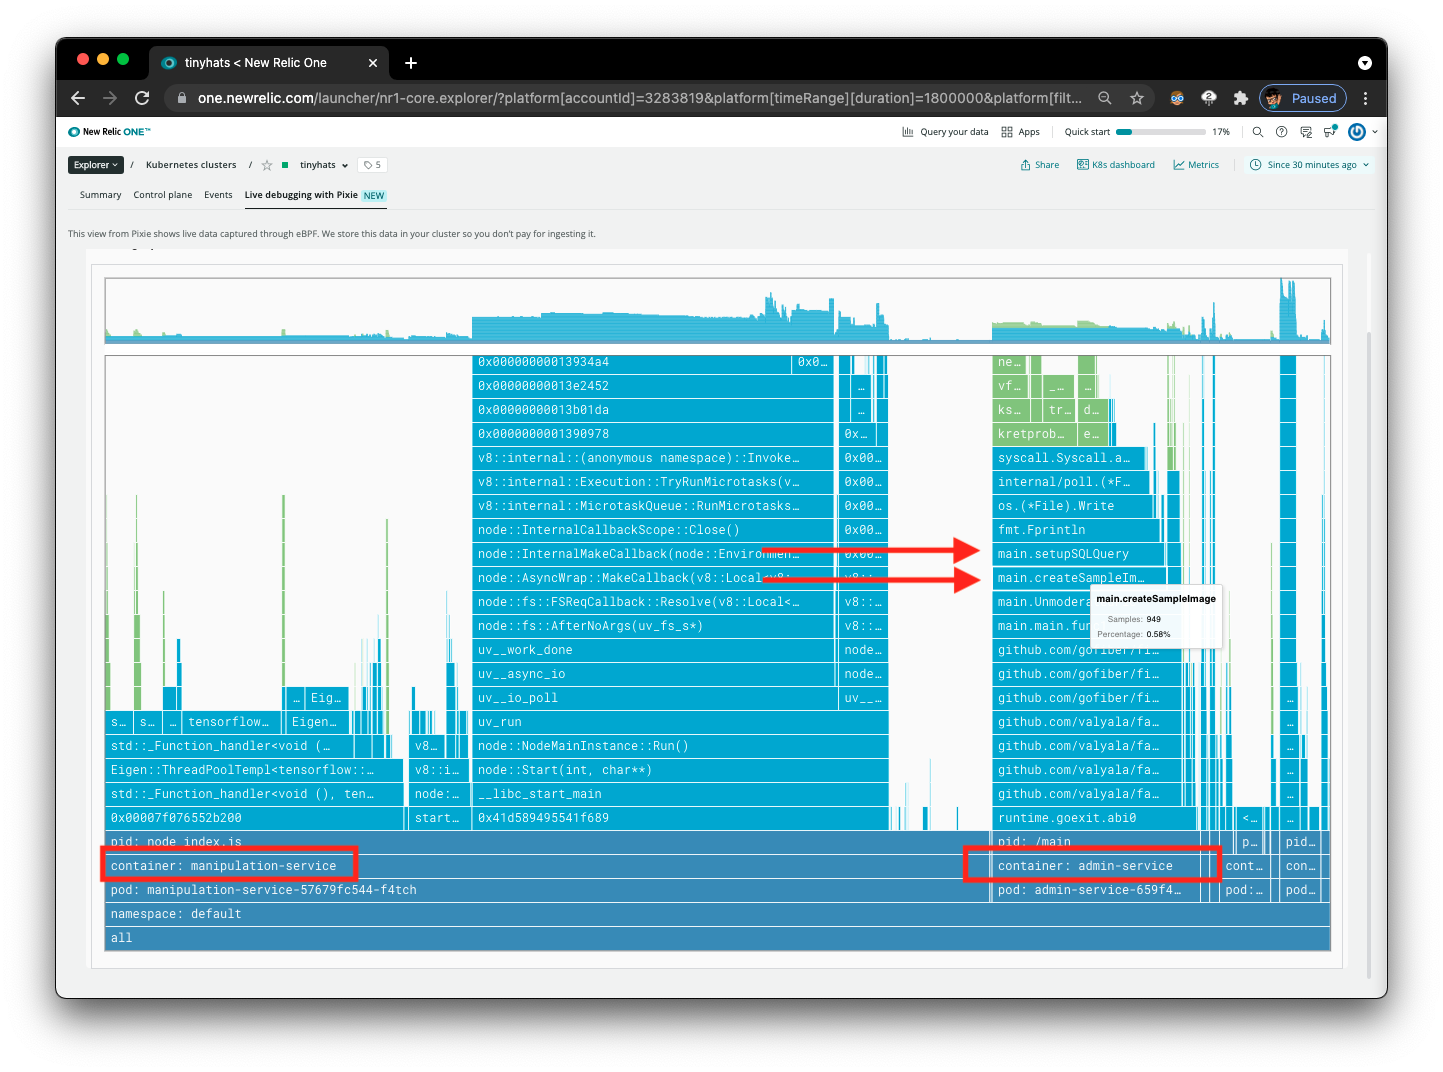 tinyhats < New Relic One
one.newrelic.com/launcher/nr1-core.explorer/?platform[accountId]=3283819&platform[timeRange][duration]=1800000&platform[filt...
Paused
New Relic ONE™
Query your data
Apps
Quick start
17%
Explorer / Kubernetes clusters / tinyhats
5
Share
K8s dashboard
Metrics
Since 30 minutes ago
Summary
Control plane
Events
Live debugging with Pixie NEW
This view from Pixie shows live data captured through eBPF. We store this data in your cluster so you don't pay for ingesting it.
0x00000000013934a4 0x0… ne…
0x00000000013e2452 … vf… _… …
0x00000000013b01da … ks… tr… d…
0x0000000001390978 0x… kretprob… e…
v8::internal::(anonymous namespace)::Invoke… 0x00… syscall.Syscall.a…
v8::internal::Execution::TryRunMicrotasks(v… 0x00… internal/poll.(*F…
v8::internal::MicrotaskQueue::RunMicrotasks… 0x00… os.(*File).Write
node::InternalCallbackScope::Close() 0x00… fmt.Fprintln
node::InternalMakeCallback(node::Environmen… 0x00… main.setupSQLQuery
node::AsyncWrap::MakeCallback(v8::Local<v8: v8::… main.createSampleIm…
node::fs::FSReqCallback::Resolve(v8::Local<… v8::… main.Unmodera
node::fs::AfterNoArgs(uv_fs_s*) v8::… main.main.fun
main.createSampleImage
Samples: 949
Percentage: 0.58%
uv__work_done node… github.com/gofiber/fi…
uv__async_io node… github.com/gofiber/fi…
… Eig… uv__io_poll uv__… github.com/gofiber/fi… …
s… s… … tensorflow… Eigen… uv_run github.com/valyala/fa… …
std::_Function_handler<void (… v8… node::NodeMainInstance::Run() github.com/valyala/fa… …
Eigen::ThreadPoolTempl<tensorflow::… v8::i… node::Start(int, char**) github.com/valyala/fa… …
std::_Function_handler<void (), ten… node:… __libc_start_main github.com/valyala/fa… …
0x00007f076552b200 start… 0x41d589495541f689 runtime.goexit.abi0 <… …
pid: node index.js pid: /main p… pid…
container: manipulation-service container: admin-service cont… con…
pod: manipulation-service-57679fc544-f4tch pod: admin-service-659f4… pod:… pod…
namespace: default
all